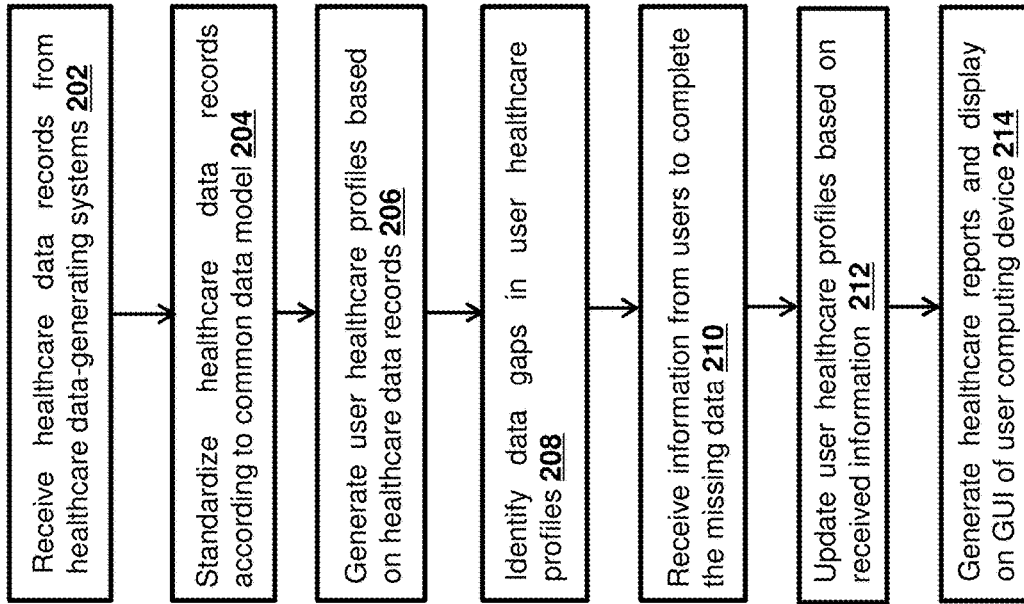 Receive healthcare data records from
healthcare data-generating systems 202
Standardize healthcare data records
according to common data model 204
Generate user healthcare profiles based
on healthcare data records 206
Identify data gaps in user healthcare
profiles 208
Receive information from users to complete
the missing data 210
Update user healthcare profiles based on
received information 212
Generate healthcare reports and display
on GUI of user computing device 214